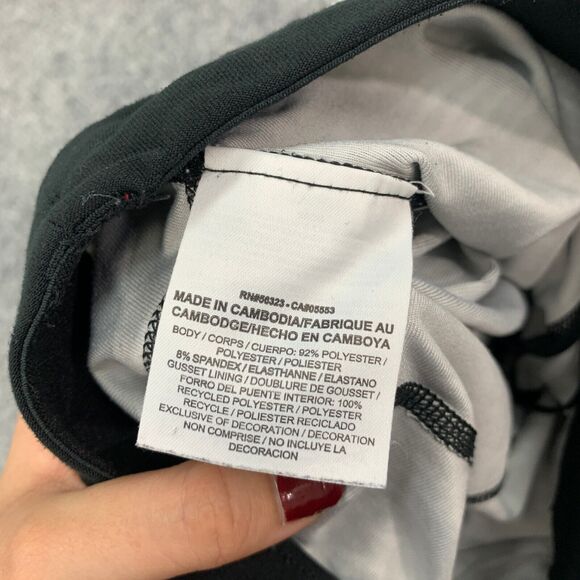 RN#56323 - CA#05553
MADE IN CAMBODIA/FABRIQUE AU
CAMBODGE/HECHO EN CAMBOYA
BODY / CORPS / CUERPO: 92% POLYESTER /
POLYESTER / POLIESTER
8% SPANDEX / ELASTHANNE / ELASTANO
GUSSET LINING / DOUBLURE DE GOUSSET /
FORRO DEL PUENTE INTERIOR: 100%
RECYCLED POLYESTER / POLYESTER
RECYCLE / POLIESTER RECICLADO
EXCLUSIVE OF DECORATION / DECORATION
NON COMPRISE / NO INCLUYE LA
DECORACION